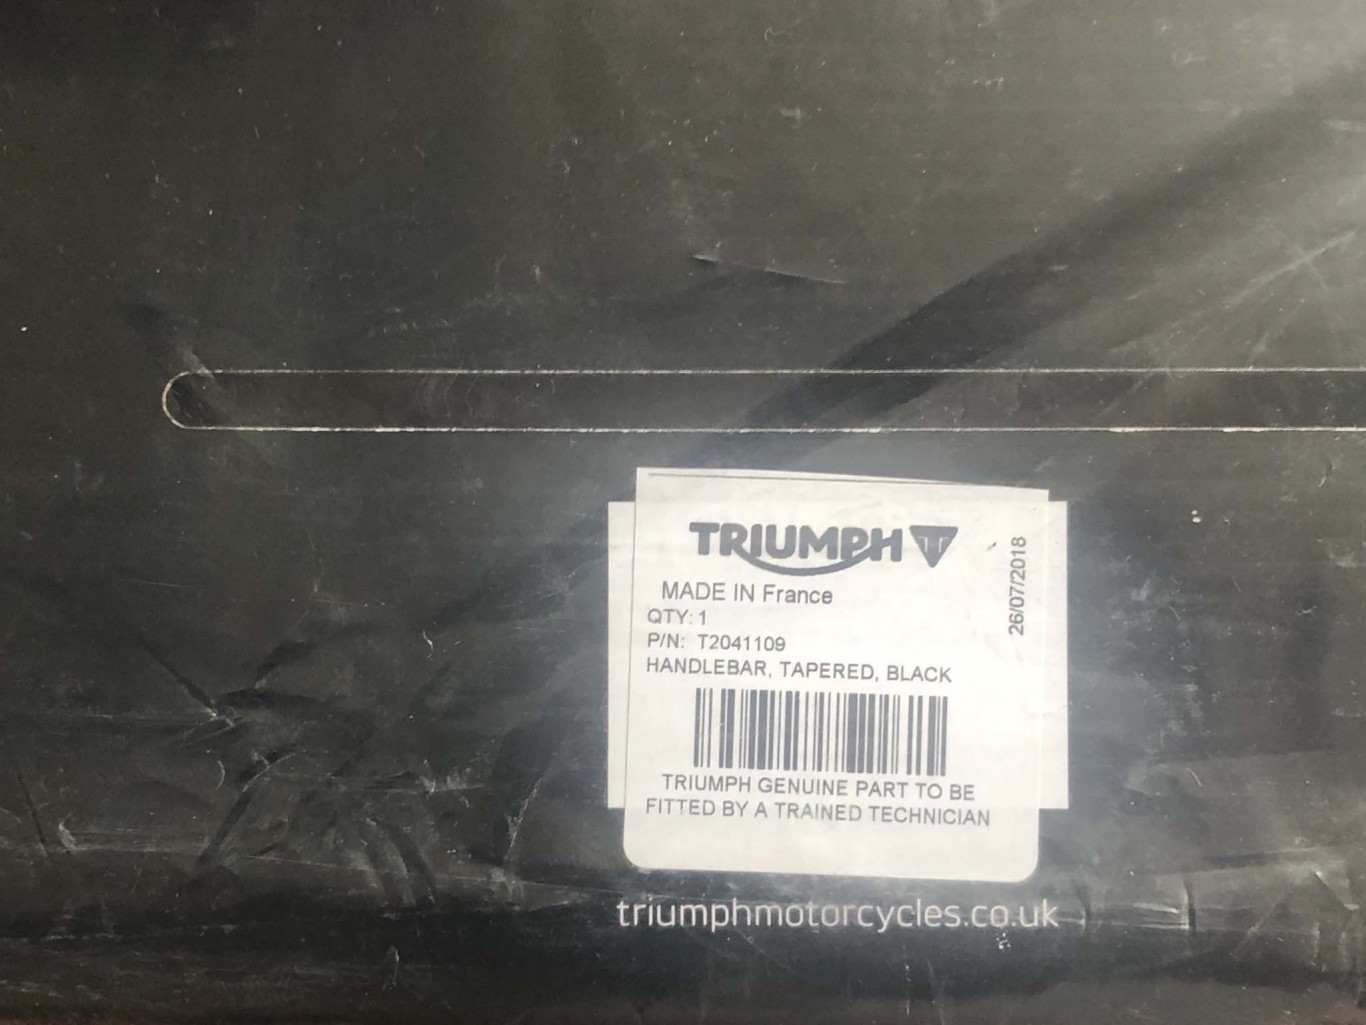 TRIUMPH
MADE IN France
QTY: 1
P/N: T2041109
HANDLEBAR, TAPERED, BLACK
TRIUMPH GENUINE PART TO BE
FITTED BY A TRAINED TECHNICIAN
26/07/2018
triumphmotorcycles.co.uk